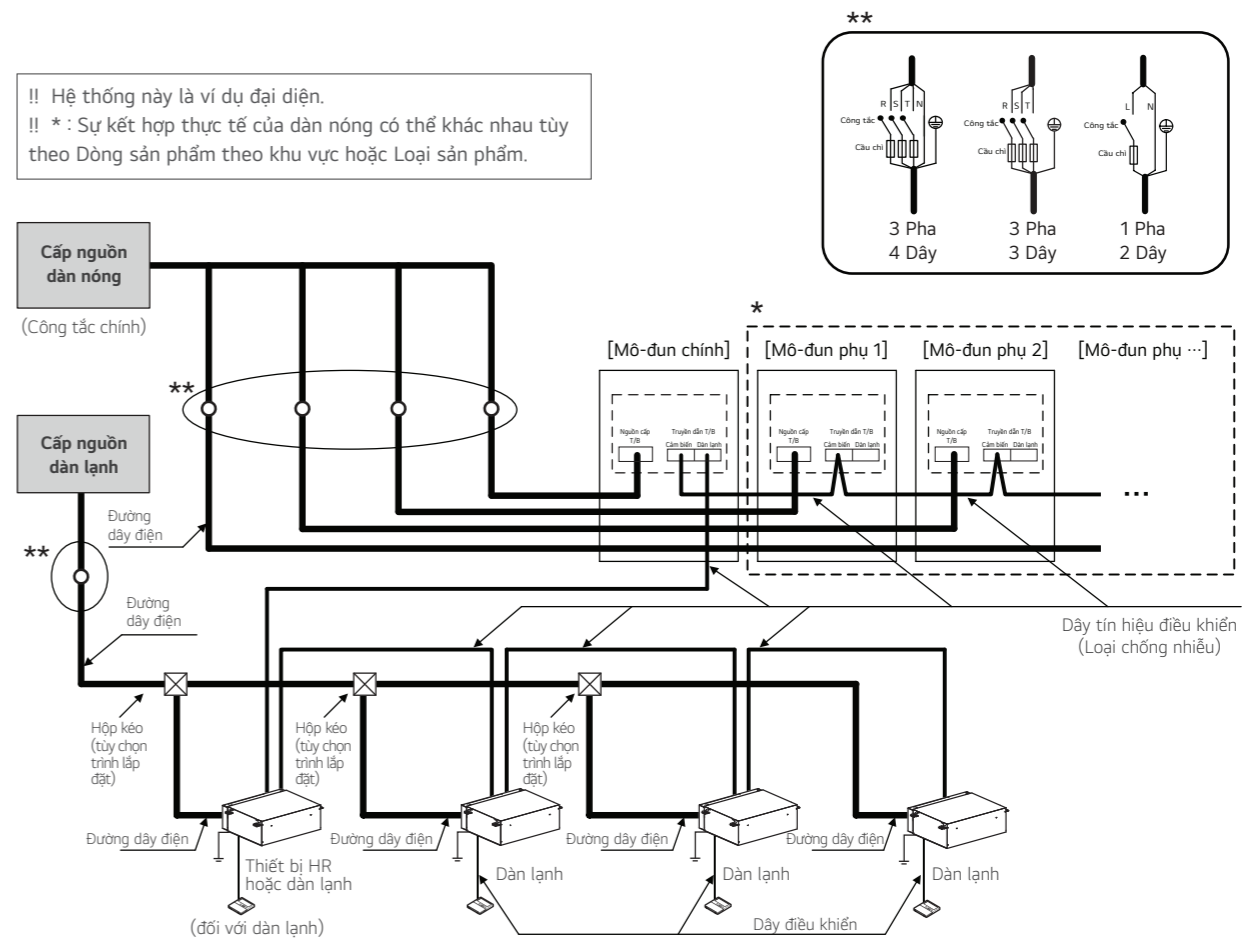 **
!! Hệ thống này là ví dụ đại diện.
!! * : Sự kết hợp thực tế của dàn nóng có thể khác nhau tùy
theo Dòng sản phẩm theo khu vực hoặc Loại sản phẩm.
R S T N
Công tắc
Cầu chì
3 Pha
4 Dây
R S T
Công tắc
Cầu chì
3 Pha
3 Dây
L N
Công tắc
Cầu chì
1 Pha
2 Dây
Cấp nguồn
dàn nóng
(Công tắc chính)
*
[Mô-đun chính]
[Mô-đun phụ 1]
[Mô-đun phụ 2]
[Mô-đun phụ ···]
**
Nguồn cấp
T/B
Truyền dẫn T/B
Cảm biến Dàn lạnh
Nguồn cấp
T/B
Truyền dẫn T/B
Cảm biến Dàn lạnh
Nguồn cấp
T/B
Truyền dẫn T/B
Cảm biến Dàn lạnh
...
Cấp nguồn
dàn lạnh
Đường
dây điện
**
Đường
dây điện
Dây tín hiệu điều khiển
(Loại chống nhiễu)
Hộp kéo
(tùy chọn
trình lắp
đặt)
Hộp kéo
(tùy chọn
trình lắp
đặt)
Hộp kéo
(tùy chọn
trình lắp
đặt)
Đường dây điện
Đường dây điện
Đường dây điện
Đường dây điện
Thiết bị HR
hoặc dàn lạnh
(đối với dàn lạnh)
Dàn lạnh
Dàn lạnh
Dàn lạnh
Dây điều khiển